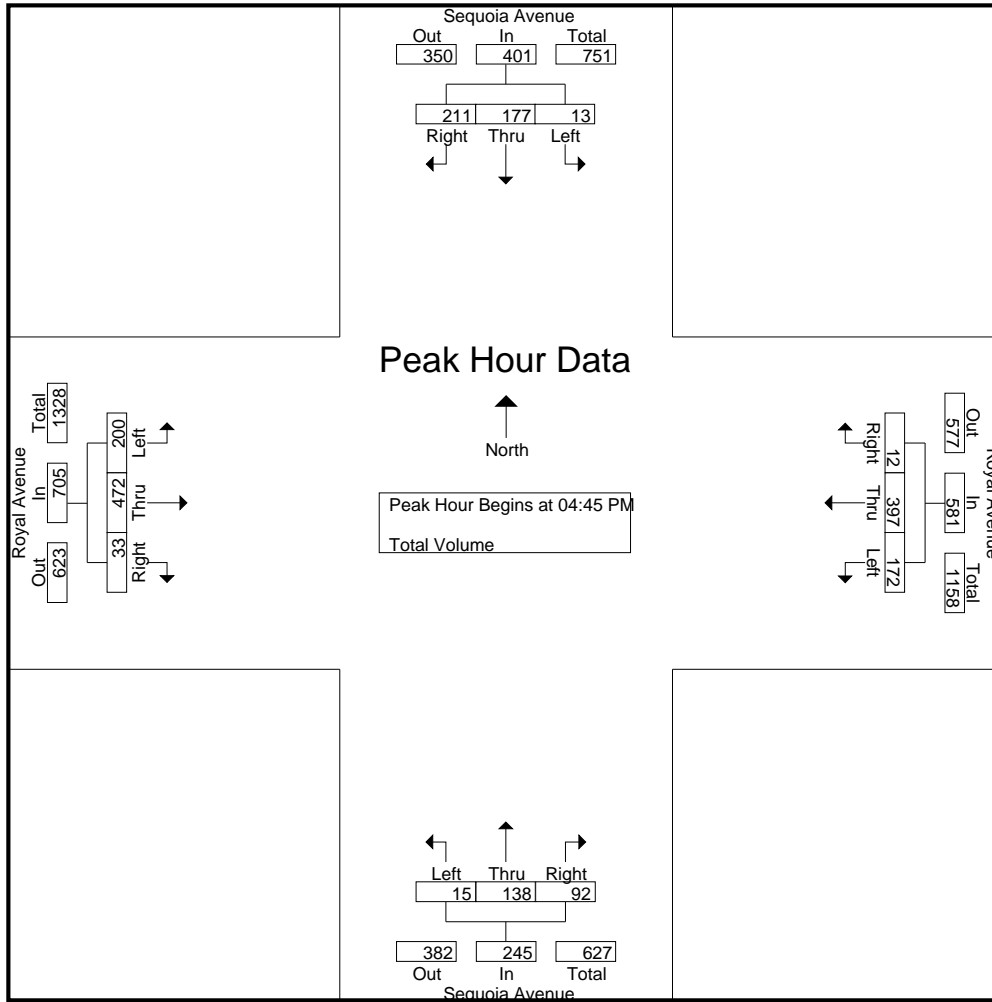 Sequoia Avenue
Out In Total
350 401 751
211 177 13
Right Thru Left
Peak Hour Data
North
Peak Hour Begins at 04:45 PM
Total Volume
Royal Avenue
Out In Total
623 705 1328
33 472 200
Right Thru Left
Royal Avenue
Out In Total
577 581 1158
Right Thru Left
12 397 172
Left Thru Right
15 138 92
382 245 627
Out In Total
Sequoia Avenue